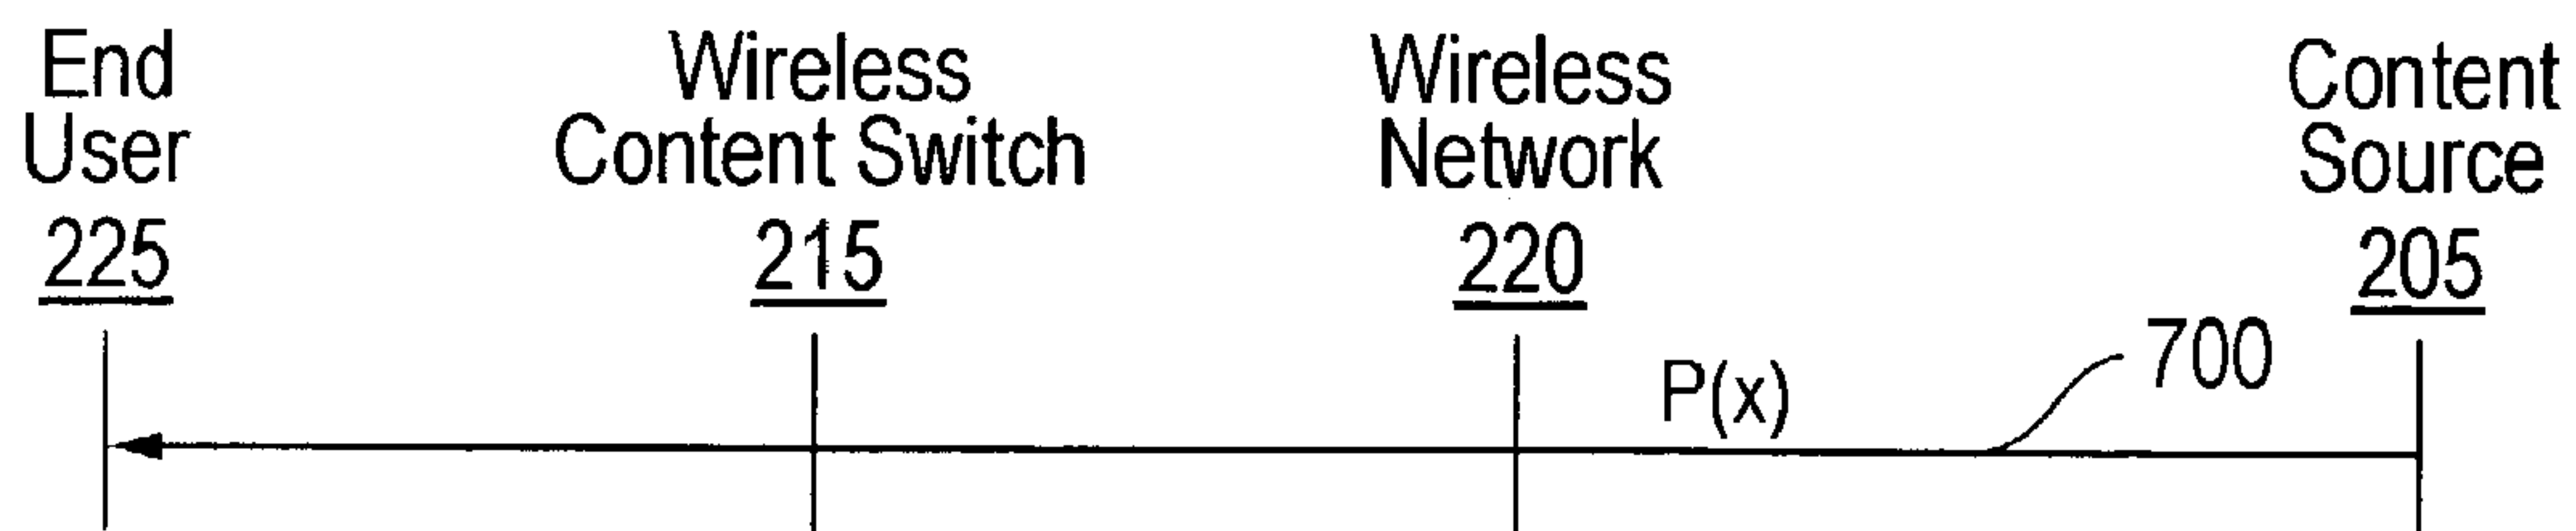 End
User
225
Wireless
Content Switch
215
Wireless
Network
220
Content
Source
205
P(x)
700